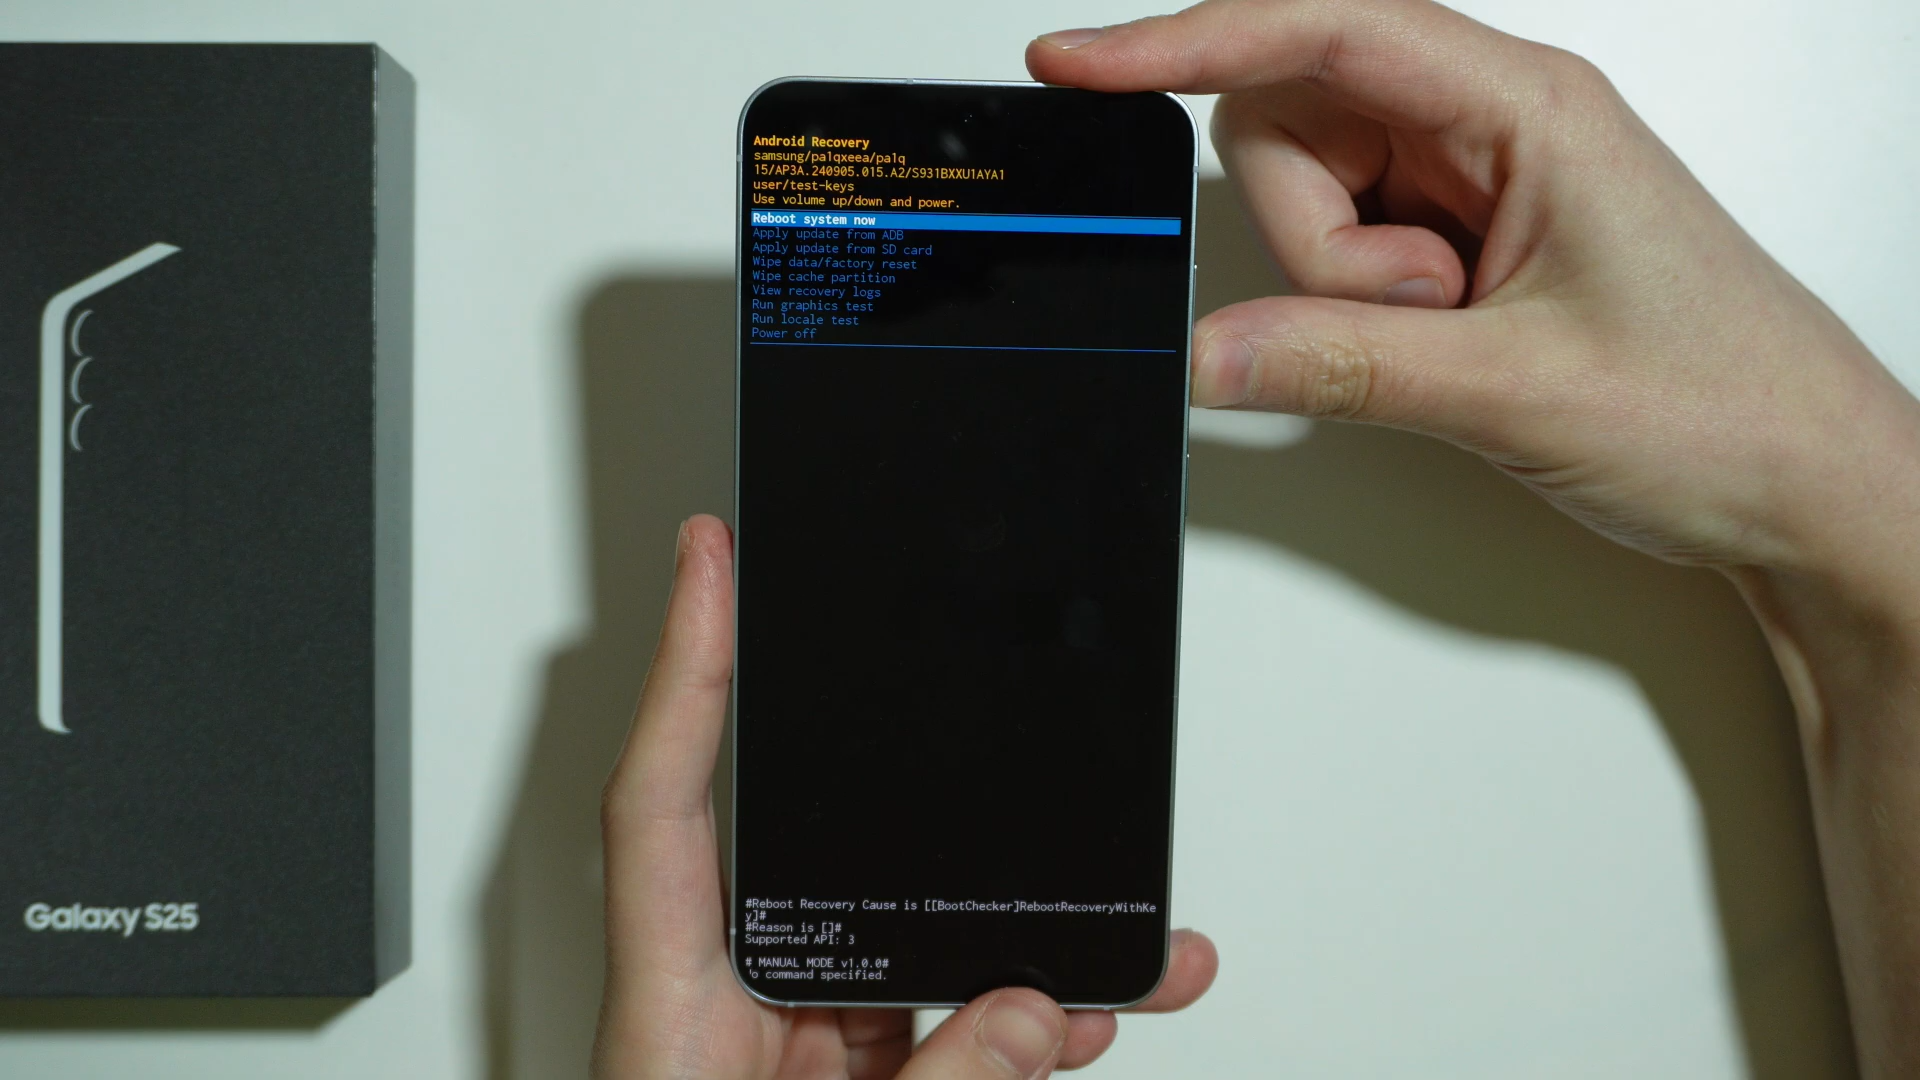 Android Recovery
samsung/pa1qxeea/pa1q
15/AP3A.240905.015.A2/S931BXXU1AYA1
user/test-keys
Use volume up/down and power.
Reboot system now
Apply update from ADB
Apply update from SD card
Wipe data/factory reset
Wipe cache partition
View recovery logs
Run graphics test
Run locale test
Power off
#Reboot Recovery Cause is [[BootChecker]RebootRecoveryWithKe
y]#
#Reason is []#
Supported API: 3
# MANUAL MODE v1.0.0#
command specified.
Galaxy S25